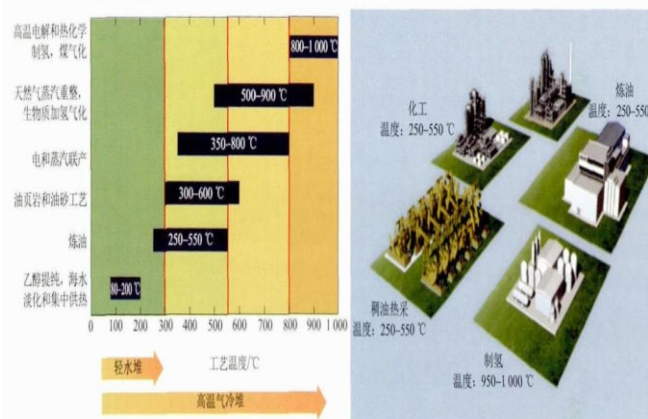 高温电解和热化学
制氢，煤气化
800–1 000 ℃
天然气蒸汽重整，
生物质加氢气化
500–900 ℃
电和蒸汽联产
350–800 ℃
油页岩和油砂工艺
300–600 ℃
炼油
250–550 ℃
乙醇提纯，海水
淡化和集中供热
80–200 ℃
0 100 200 300 400 500 600 700 800 900 1 000
轻水堆
工艺温度/℃
高温气冷堆
化工
温度：250–550 ℃
炼油
温度：250–550
稠油热采
温度：250–550 ℃
制氢
温度：950–1 000 ℃